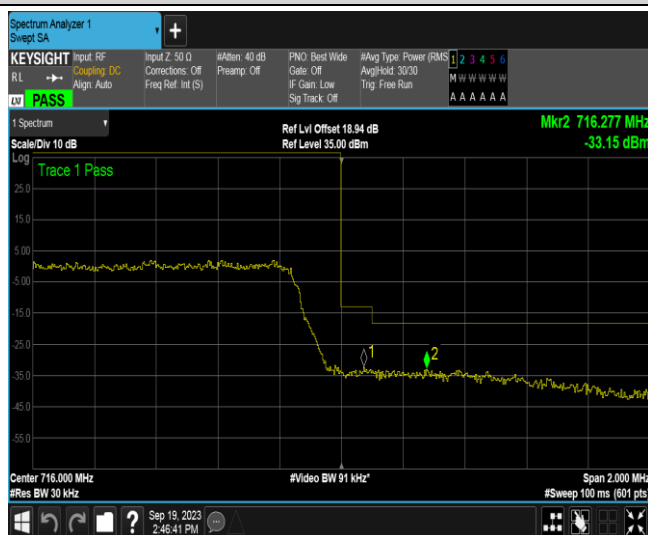 Spectrum Analyzer 1
Swept SA
KEYSIGHT
R L
LXI PASS
Input: RF
Coupling: DC
Align: Auto
Input Z: 50 Ω
Corrections: Off
Freq Ref: Int (S)
#Atten: 40 dB
Preamp: Off
PNO: Best Wide
Gate: Off
IF Gain: Low
Sig Track: Off
#Avg Type: Power (RMS
Avg|Hold: 30/30
Trig: Free Run
1 2 3 4 5 6
M W W W W W
A A A A A A
1 Spectrum
Scale/Div 10 dB
Ref Lvl Offset 18.94 dB
Ref Level 35.00 dBm
Mkr2 716.277 MHz
-33.15 dBm
Log
Trace 1 Pass
25.0
15.0
5.00
-5.00
-15.0
-25.0
-35.0
-45.0
-55.0
1
2
Center 716.000 MHz
#Res BW 30 kHz
#Video BW 91 kHz*
Span 2.000 MHz
#Sweep 100 ms (601 pts)
?
Sep 19, 2023
2:46:41 PM